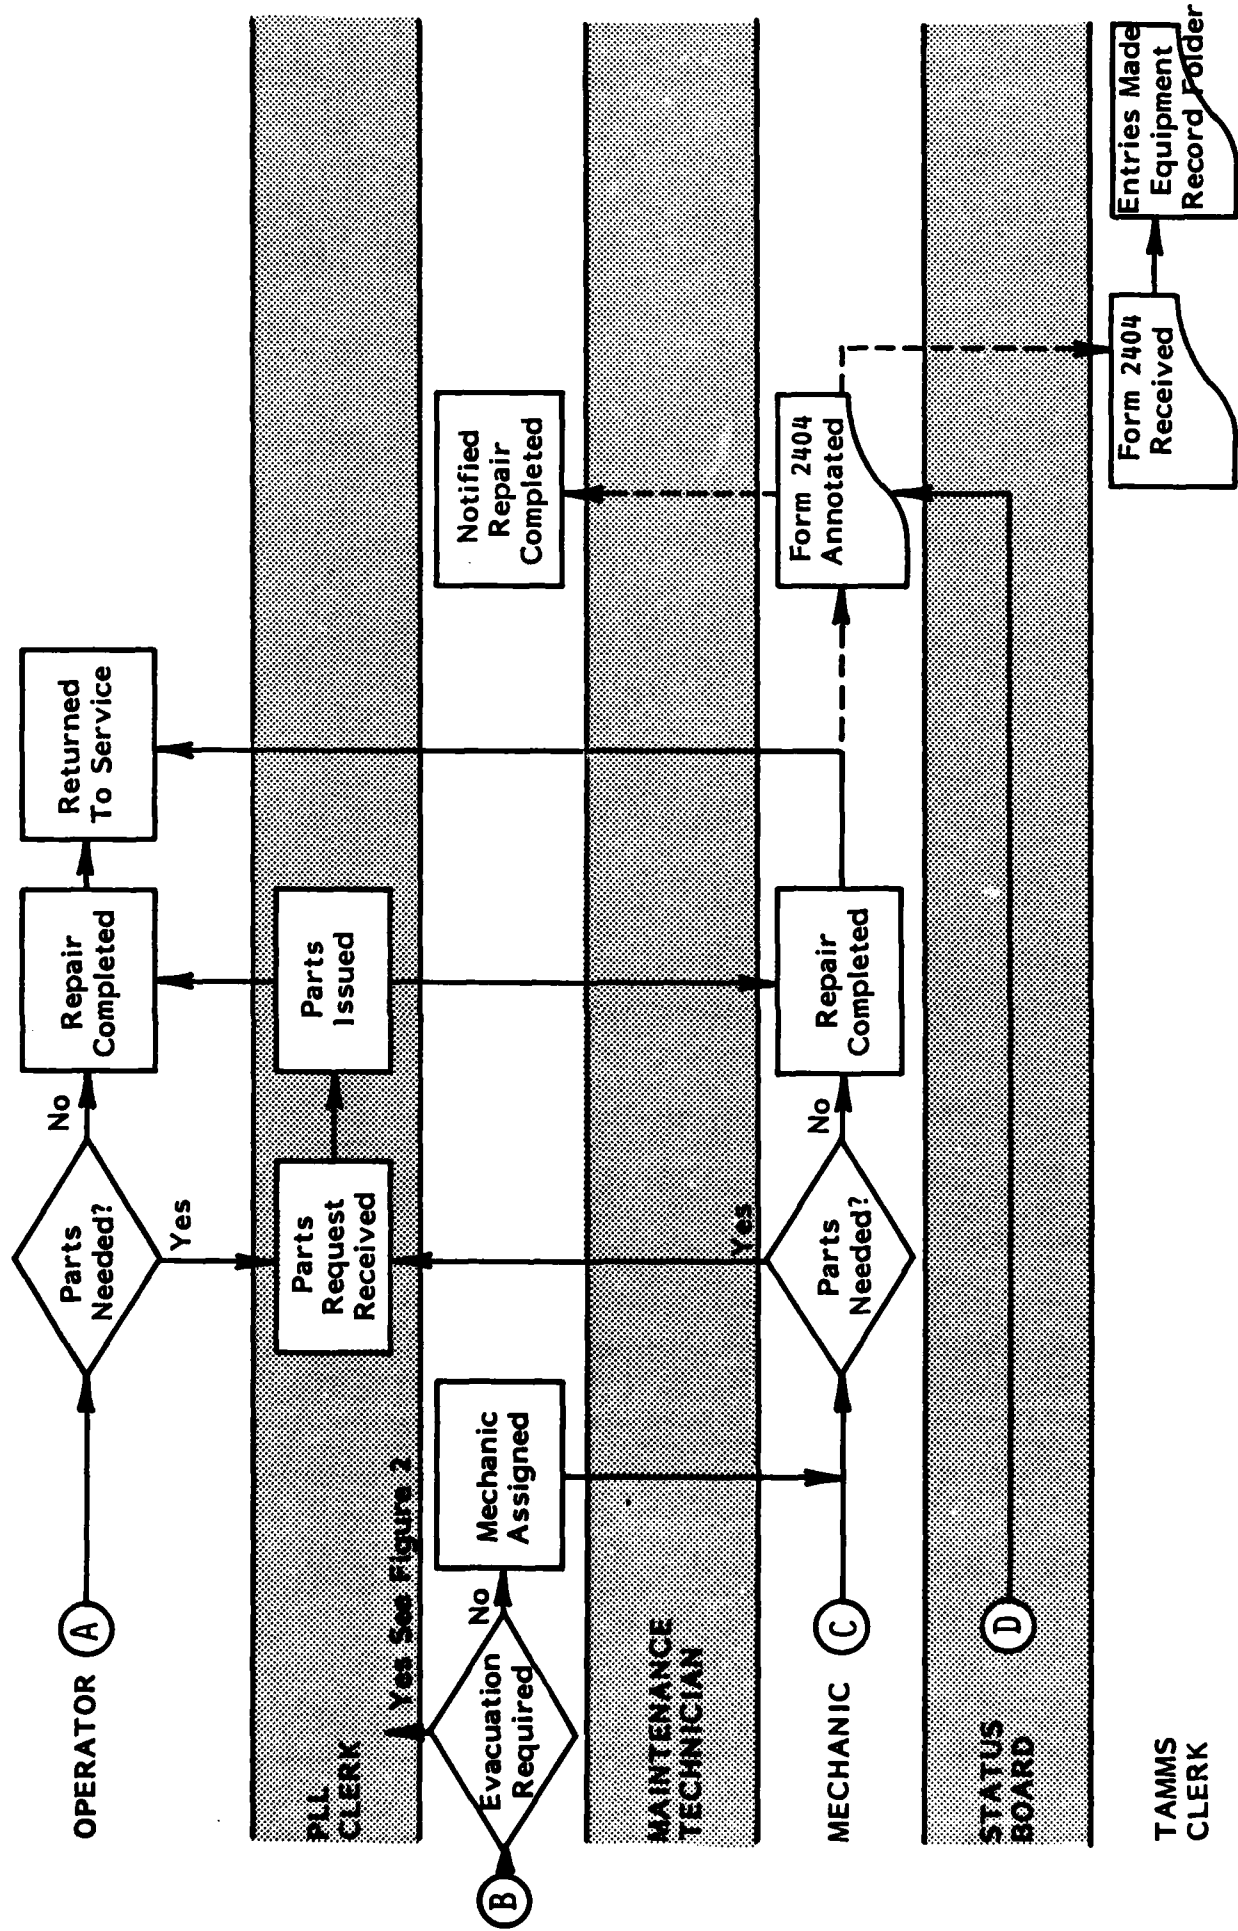 OPERATOR
A
Parts
Needed?
No
Yes
Repair
Completed
Returned
To Service
PLL
CLERK
Yes See Figure 2
Parts
Request
Received
Parts
Issued
B
Evacuation
Required
No
Mechanic
Assigned
Notified
Repair
Completed
MAINTENANCE
TECHNICIAN
MECHANIC
C
Yes
Parts
Needed?
No
Repair
Completed
Form 2404
Annotated
STATUS
BOARD
D
TAMMS
CLERK
Form 2404
Received
Entries Made
Equipment
Record Folder